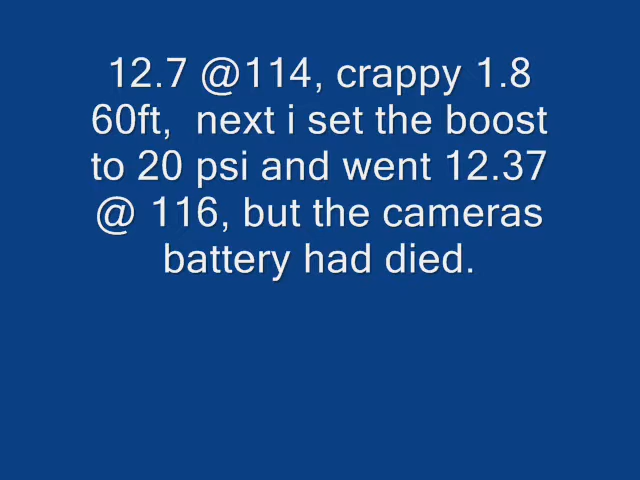 12.7 @114, crappy 1.8
60ft,  next i set the boost
to 20 psi and went 12.37
@ 116, but the cameras
battery had died.